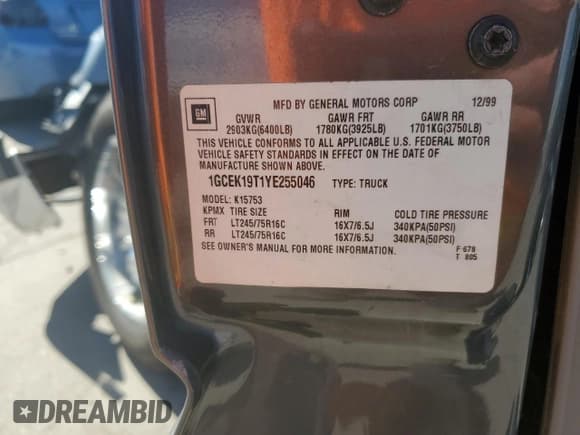 GM
MFD BY GENERAL MOTORS CORP 12/99
GVWR GAWR FRT GAWR RR
2903KG(6400LB) 1780KG(3925LB) 1701KG(3750LB)
THIS VEHICLE CONFORMS TO ALL APPLICABLE U.S. FEDERAL MOTOR
VEHICLE SAFETY STANDARDS IN EFFECT ON THE DATE OF
MANUFACTURE SHOWN ABOVE.
1GCEK19T1YE255046 TYPE: TRUCK
MODEL: K15753
KPMX TIRE SIZE RIM COLD TIRE PRESSURE
FRT LT245/75R16C 16X7/6.5J 340KPA(50PSI)
RR LT245/75R16C 16X7/6.5J 340KPA(50PSI)
SEE OWNER'S MANUAL FOR MORE INFORMATION. F 678
T 805
DREAMBID